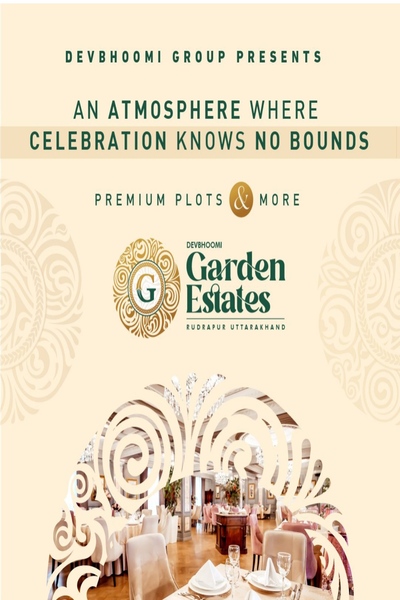 DEVBHOOMI GROUP PRESENTS
AN ATMOSPHERE WHERE
CELEBRATION KNOWS NO BOUNDS
PREMIUM PLOTS & MORE
G
DEVBHOOMI
Garden
Estates
RUDRAPUR UTTARAKHAND